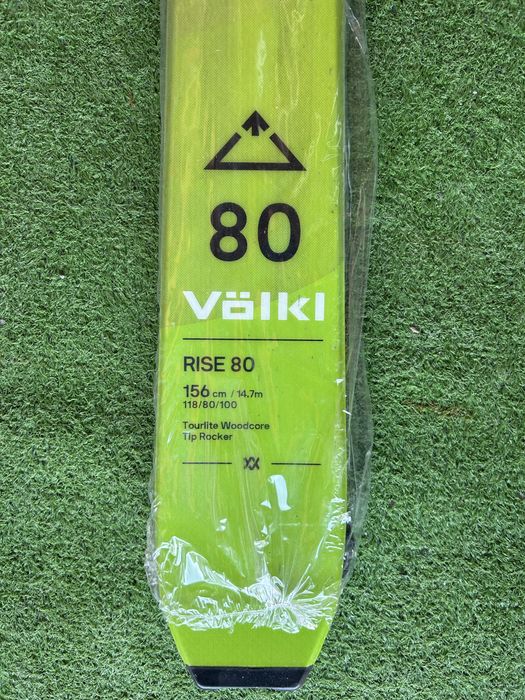 80
Völkl
RISE 80
156 cm / 14.7m
118/80/100
Tourlite Woodcore
Tip Rocker